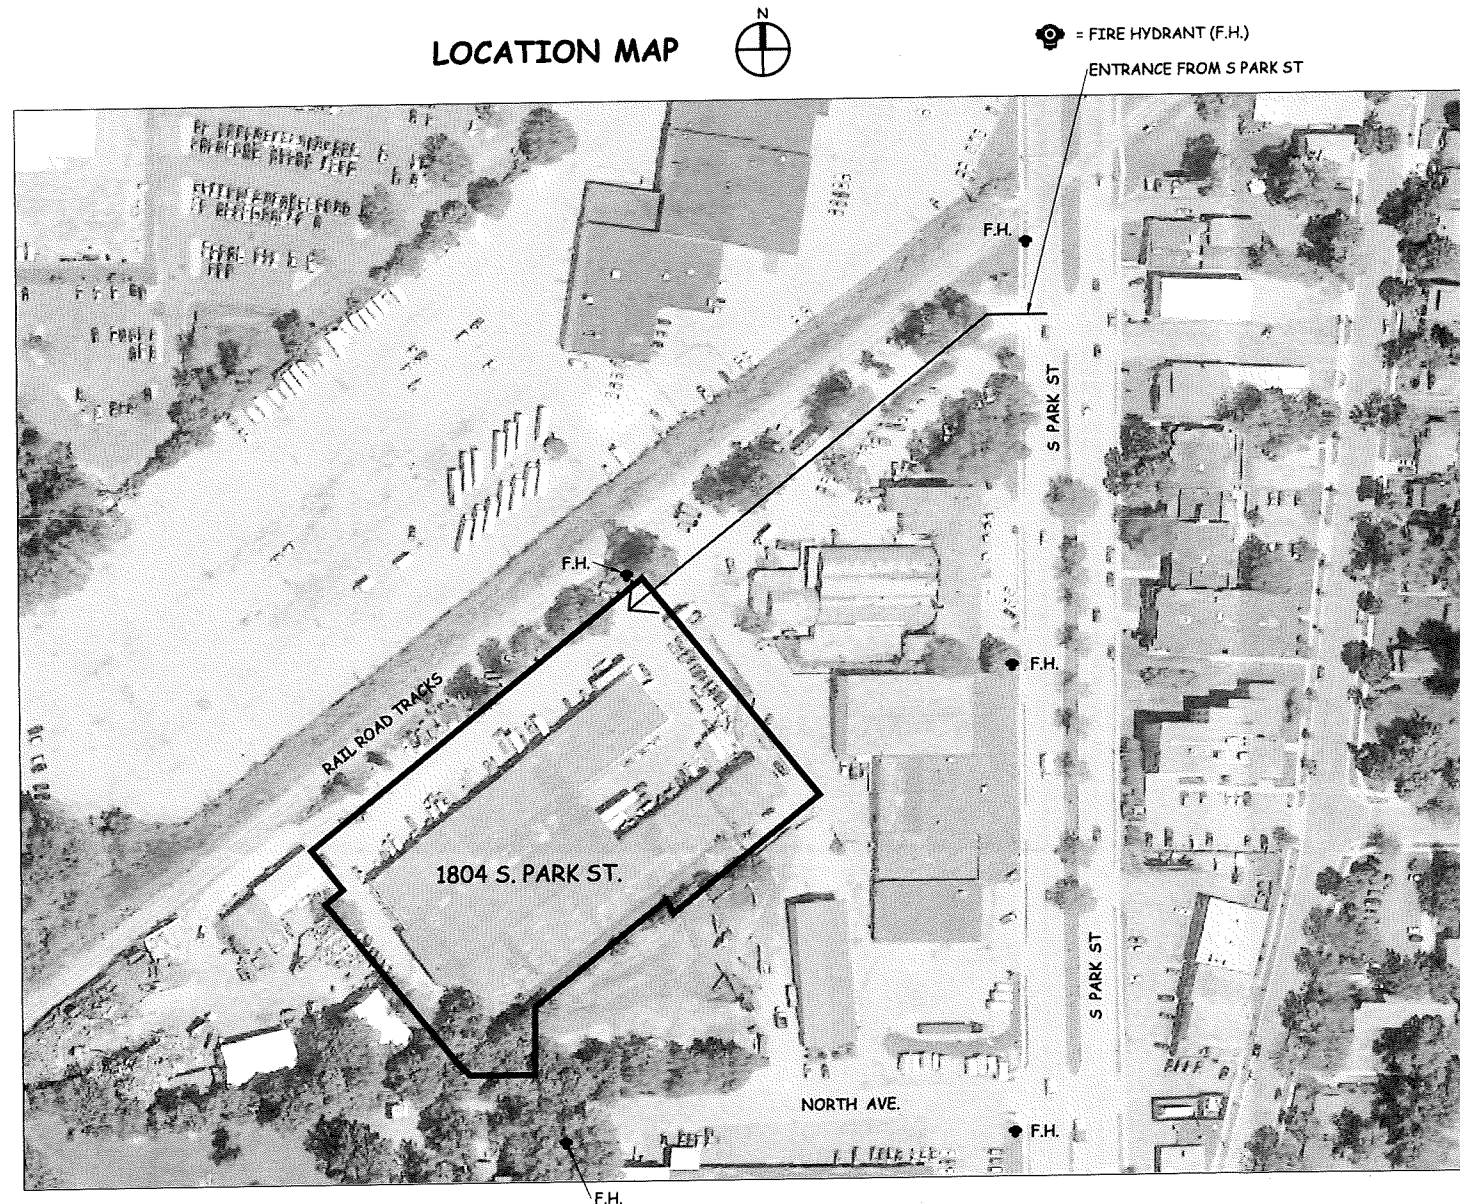 N
LOCATION MAP
= FIRE HYDRANT (F.H.)
ENTRANCE FROM S PARK ST
F.H.
S PARK ST
F.H.
F.H.
RAIL ROAD TRACKS
1804 S. PARK ST.
S PARK ST
NORTH AVE.
F.H.
F.H.